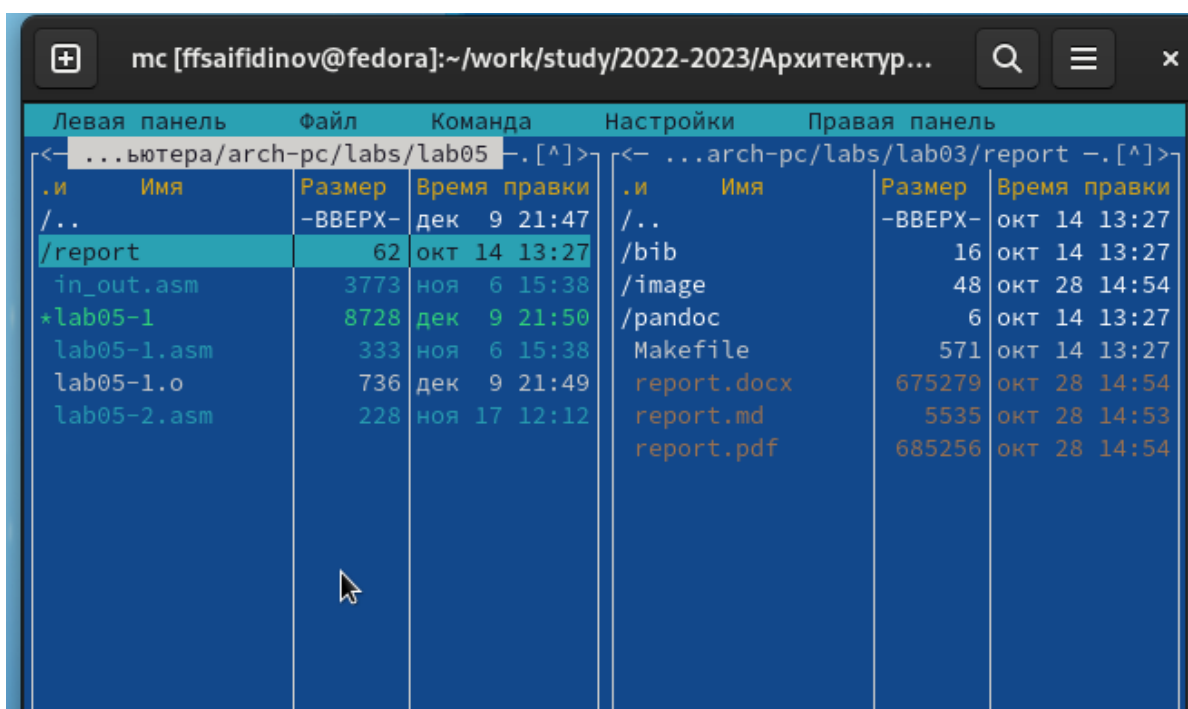 mc [ffsaifidinov@fedora]:~/work/study/2022-2023/Архитектур...
Левая панель Файл Команда Настройки Правая панель
<— ...ьютера/arch-pc/labs/lab05 —.[^]> <— ...arch-pc/labs/lab03/report —.[^]>
.и Имя Размер Время правки .и Имя Размер Время правки
/.. -ВВЕРХ- дек 9 21:47 /.. -ВВЕРХ- окт 14 13:27
/report 62 окт 14 13:27 /bib 16 окт 14 13:27
in_out.asm 3773 ноя 6 15:38 /image 48 окт 28 14:54
*lab05-1 8728 дек 9 21:50 /pandoc 6 окт 14 13:27
lab05-1.asm 333 ноя 6 15:38 Makefile 571 окт 14 13:27
lab05-1.o 736 дек 9 21:49 report.docx 675279 окт 28 14:54
lab05-2.asm 228 ноя 17 12:12 report.md 5535 окт 28 14:53
report.pdf 685256 окт 28 14:54